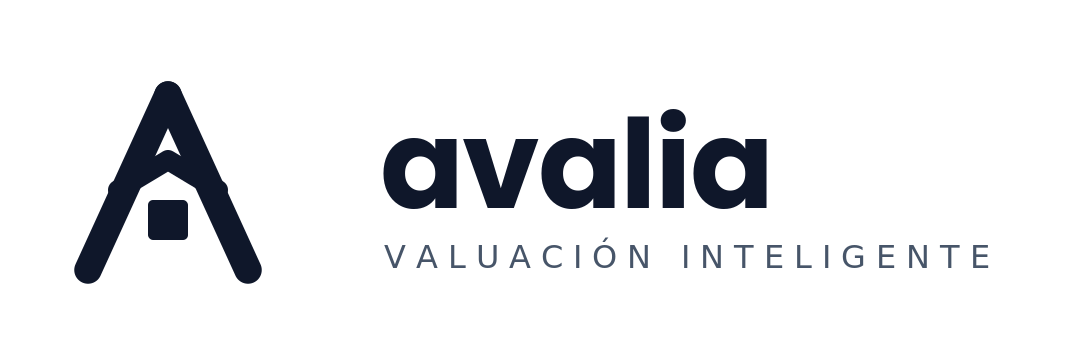 avalia
VALUACIÓN INTELIGENTE